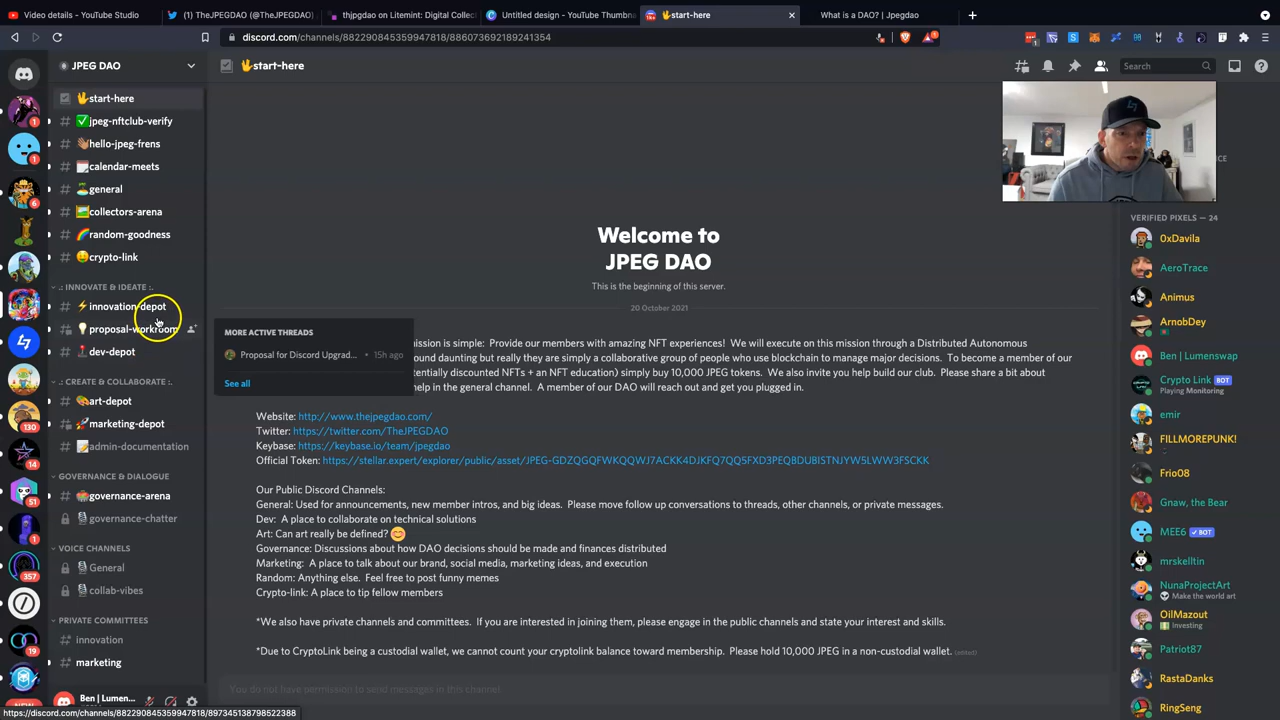 Video details - YouTube Studio
(1) TheJPEGDAO (@TheJPEGDAO)
thjpgdao on Litemint: Digital Collec
Untitled design - YouTube Thumbn
🖖start-here
What is a DAO? | Jpegdao
discord.com/channels/882290845359947818/886073692189241354
JPEG DAO
🖖start-here
Search
🖖start-here
✅jpeg-nftclub-verify
👋🏽hello-jpeg-frens
📅calendar-meets
🏝general
🖼collectors-arena
🌈random-goodness
🤑crypto-link
.: INNOVATE & IDEATE :.
⚡innovation-depot
💡proposal-workroom
🕹dev-depot
.: CREATE & COLLABORATE :.
🎨art-depot
🚀marketing-depot
📝admin-documentation
GOVERNANCE & DIALOGUE
governance-arena
governance-chatter
VOICE CHANNELS
General
collab-vibes
PRIVATE COMMITTEES
innovation
marketing
Ben | Lumen...
1
1
6
130
14
51
1
357
19
NEW
MORE ACTIVE THREADS
Proposal for Discord Upgrad... • 15h ago
See all
Welcome to
JPEG DAO
This is the beginning of this server.
20 October 2021
ission is simple: Provide our members with amazing NFT experiences! We will execute on this mission through a Distributed Autonomous
ound daunting but really they are simply a collaborative group of people who use blockchain to manage major decisions. To become a member of our
tentially discounted NFTs + an NFT education) simply buy 10,000 JPEG tokens. We also invite you help build our club. Please share a bit about
help in the general channel. A member of our DAO will reach out and get you plugged in.
Website: http://www.thejpegdao.com/
Twitter: https://twitter.com/TheJPEGDAO
Keybase: https://keybase.io/team/jpegdao
Official Token: https://stellar.expert/explorer/public/asset/JPEG-GDZQGQFWKQQWJ7ACKK4DJKFQ7QQ5FXD3PEQBDUBISTNJYW5LWW3FSCKK
Our Public Discord Channels:
General: Used for announcements, new member intros, and big ideas. Please move follow up conversations to threads, other channels, or private messages.
Dev: A place to collaborate on technical solutions
Art: Can art really be defined? 😊
Governance: Discussions about how DAO decisions should be made and finances distributed
Marketing: A place to talk about our brand, social media, marketing ideas, and execution
Random: Anything else. Feel free to post funny memes
Crypto-link: A place to tip fellow members
*We also have private channels and committees. If you are interested in joining them, please engage in the public channels and state your interest and skills.
*Due to CryptoLink being a custodial wallet, we cannot count your cryptolink balance toward membership. Please hold 10,000 JPEG in a non-custodial wallet. (edited)
You do not have permission to send messages in this channel.
VERIFIED PIXELS — 24
0xDavila
AeroTrace
Animus
ArnobDey
Ben | Lumenswap
Crypto Link BOT
Playing Monitoring
emir
FILLMOREPUNK!
Frio08
Gnaw, the Bear
MEE6 ✓BOT
mrskelltin
NunaProjectArt
Make the world art
OilMazout
Investing
Patriot87
RastaDanks
RingSeng
https://discord.com/channels/882290845359947818/897345138798522388